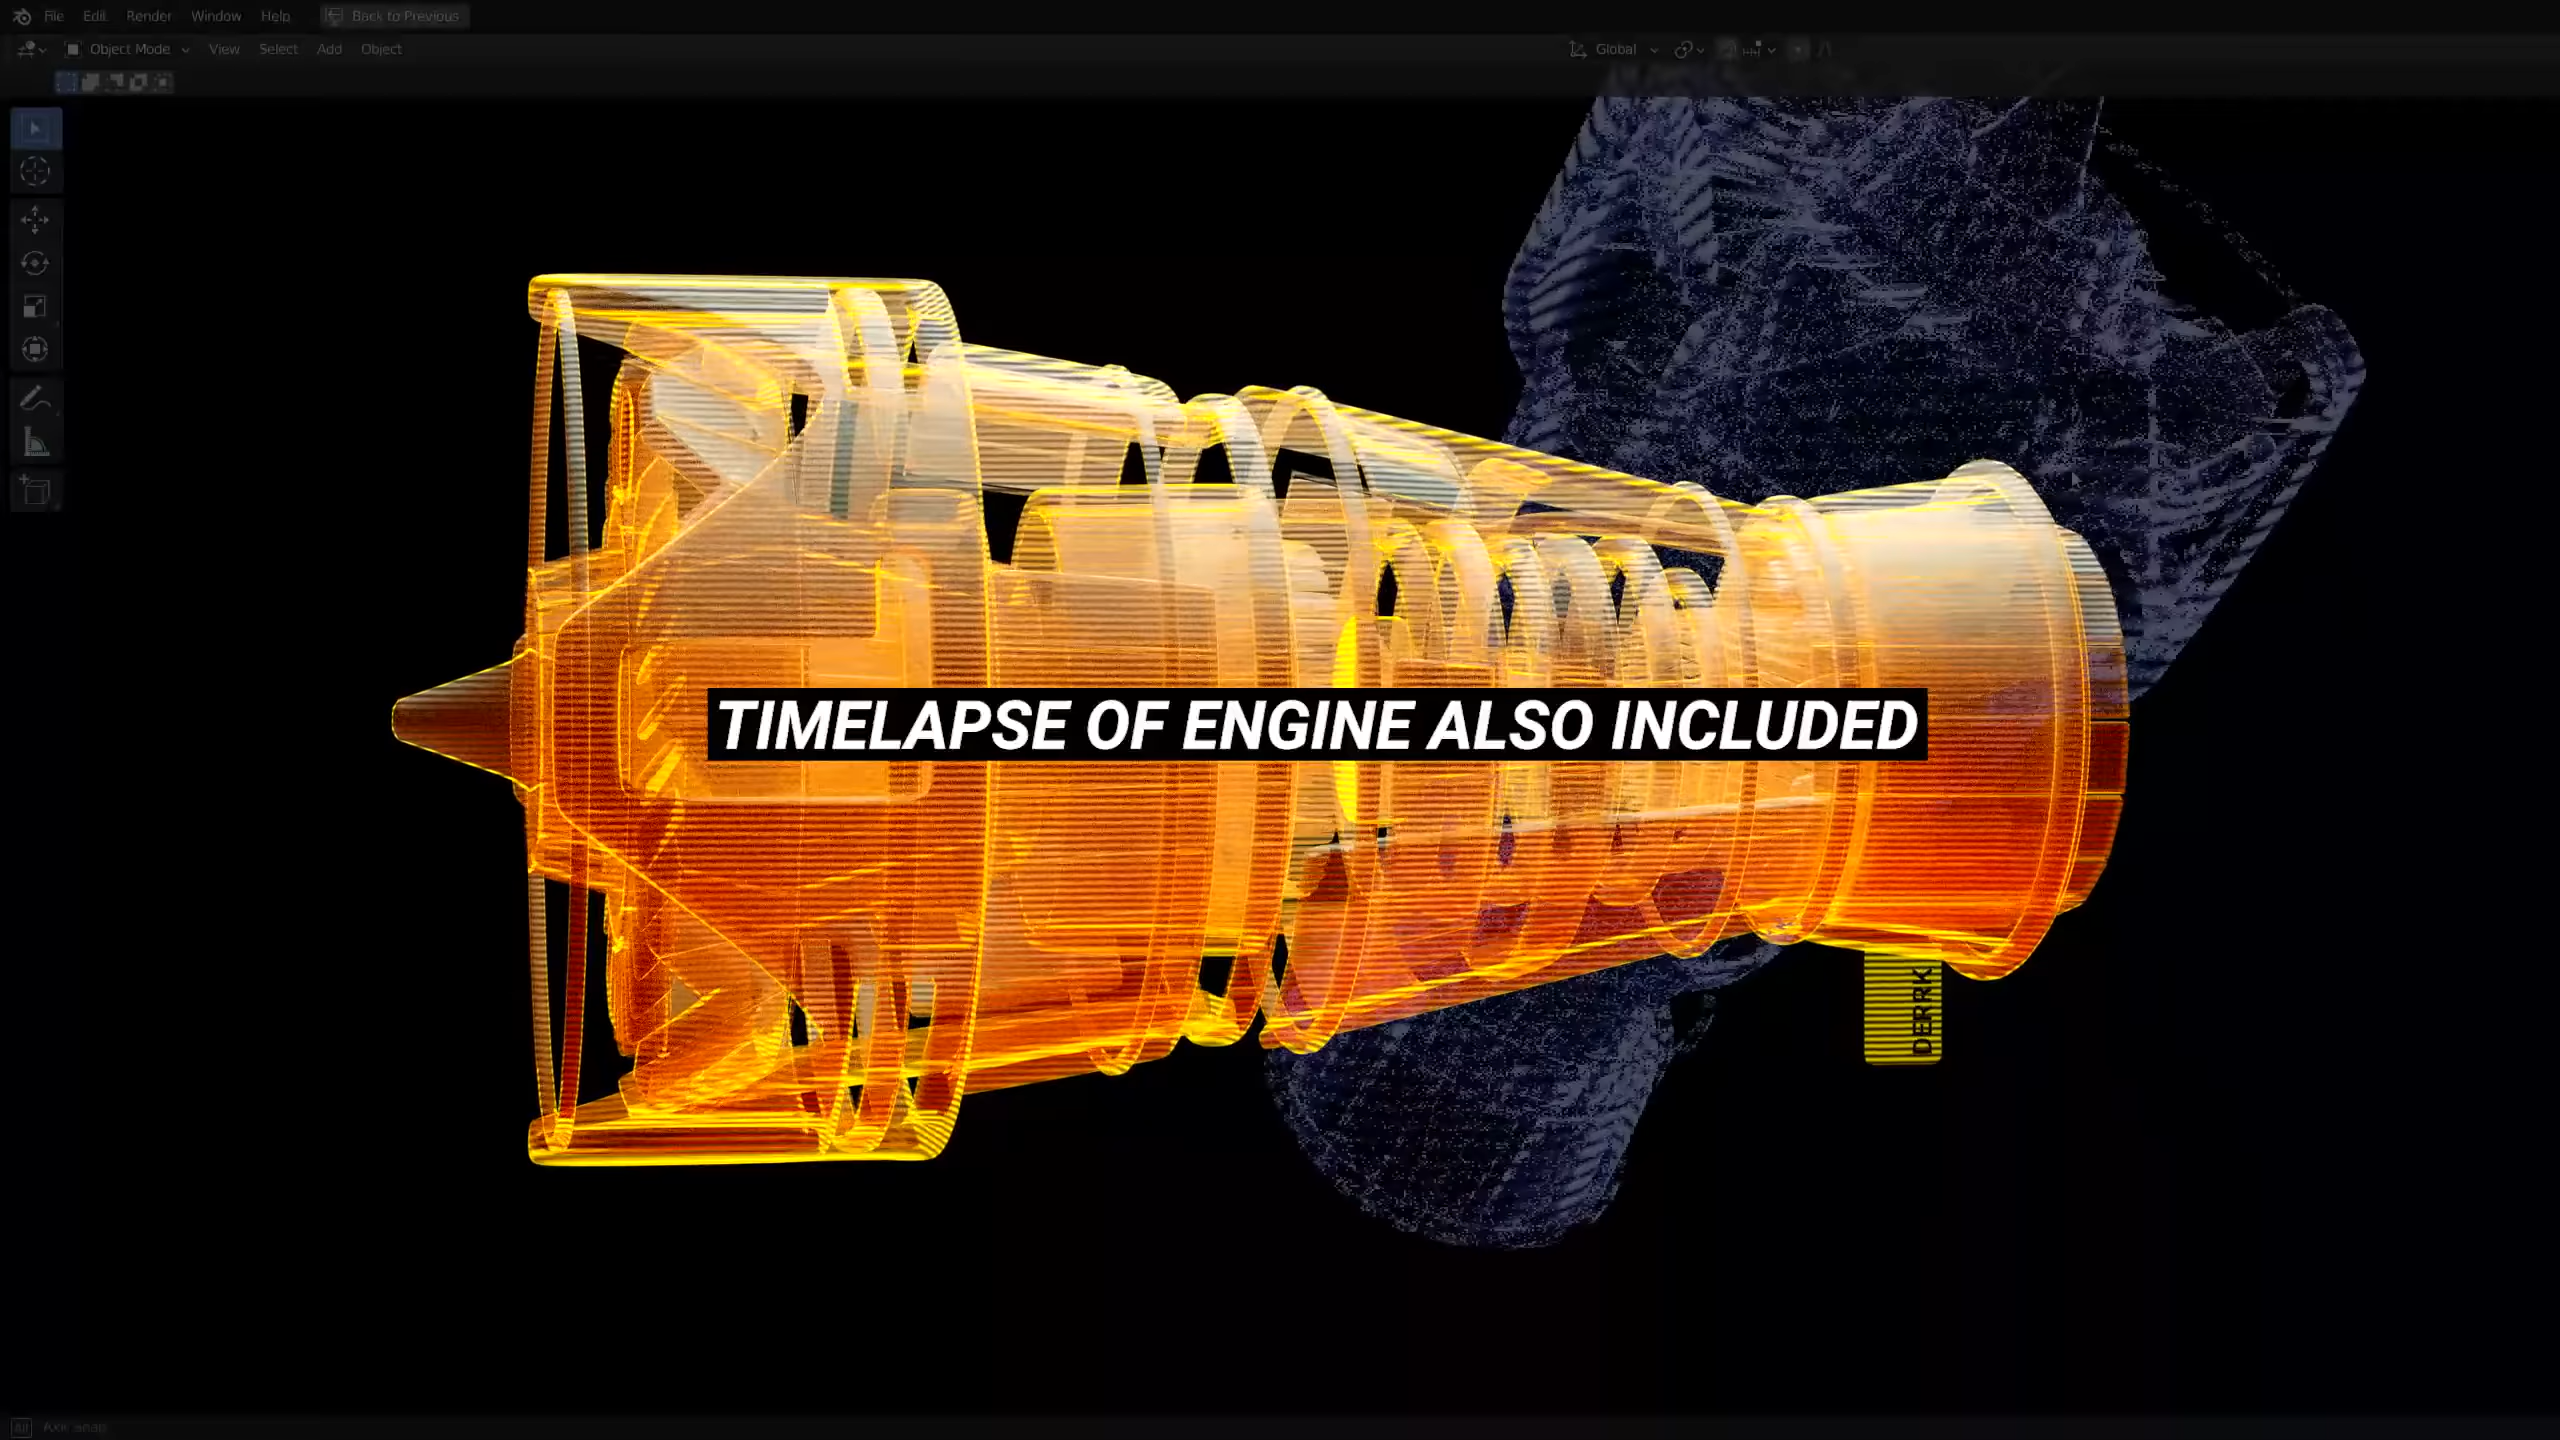 File Edit Render Window Help Back to Previous
Object Mode View Select Add Object Global
TIMELAPSE OF ENGINE ALSO INCLUDED
DERRK